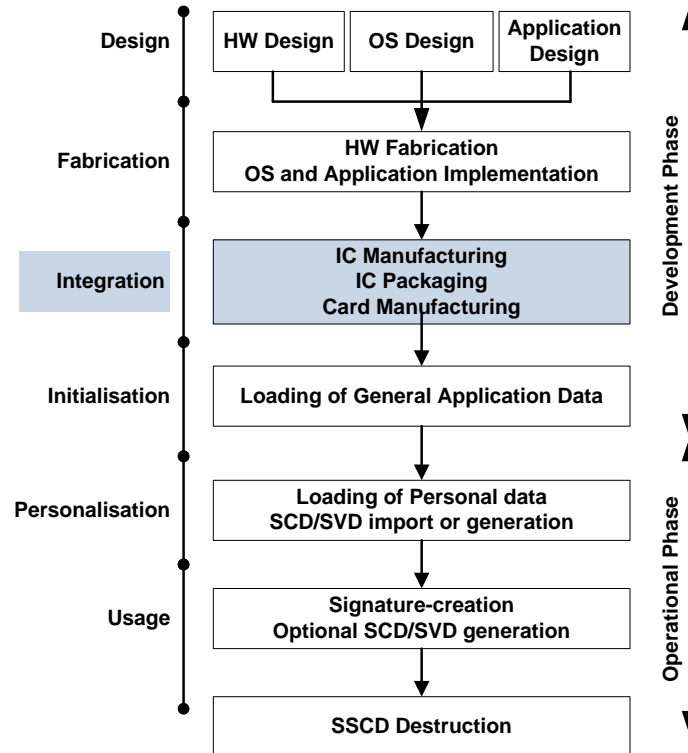 Design
HW Design
OS Design
Application
Design
Fabrication
HW Fabrication
OS and Application Implementation
Integration
IC Manufacturing
IC Packaging
Card Manufacturing
Initialisation
Loading of General Application Data
Personalisation
Loading of Personal data
SCD/SVD import or generation
Usage
Signature-creation
Optional SCD/SVD generation
SSCD Destruction
Development Phase
Operational Phase